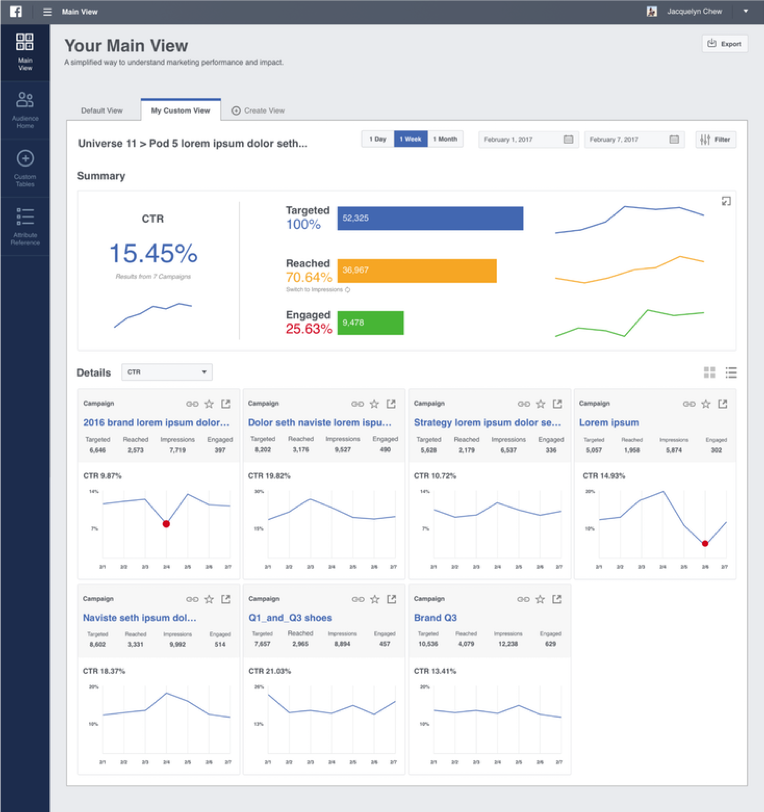 Main View
Jacquelyn Chew
Main
View
Audience
Home
Custom
Tables
Attribute
Reference
Your Main View
A simplified way to understand marketing performance and impact.
Export
Default View
My Custom View
Create View
Universe 11 > Pod 5 lorem ipsum dolor seth...
1 Day
1 Week
1 Month
February 1, 2017
February 7, 2017
Filter
Summary
CTR
15.45%
Results from 7 Campaigns
Targeted
100%
52,325
Reached
70.64%
36,967
Switch to Impressions
Engaged
25.63%
9,478
Details
CTR
Campaign
2016 brand lorem ipsum dolor...
Targeted Reached Impressions Engaged
6,646 2,573 7,719 397
CTR 9.87%
14%
7%
2/1 2/2 2/3 2/4 2/5 2/6 2/7
Campaign
Dolor seth naviste lorem ispu...
Targeted Reached Impressions Engaged
8,202 3,176 9,527 490
CTR 19.82%
30%
15%
2/1 2/2 2/3 2/4 2/5 2/6 2/7
Campaign
Strategy lorem ipsum dolor se...
Targeted Reached Impressions Engaged
5,628 2,179 6,537 336
CTR 10.72%
14%
7%
2/1 2/2 2/3 2/4 2/5 2/6 2/7
Campaign
Lorem ipsum
Targeted Reached Impressions Engaged
5,057 1,958 5,874 302
CTR 14.93%
20%
10%
2/1 2/2 2/3 2/4 2/5 2/6 2/7
Campaign
Naviste seth ipsum dol...
Targeted Reached Impressions Engaged
8,602 3,331 9,992 514
CTR 18.37%
20%
10%
2/1 2/2 2/3 2/4 2/5 2/6 2/7
Campaign
Q1_and_Q3 shoes
Targeted Reached Impressions Engaged
7,657 2,965 8,894 457
CTR 21.03%
2/1 2/2 2/3 2/4 2/5 2/6 2/7
Campaign
Brand Q3
Targeted Reached Impressions Engaged
10,536 4,079 12,238 629
CTR 13.41%
20%
10%
2/1 2/2 2/3 2/4 2/5 2/6 2/7